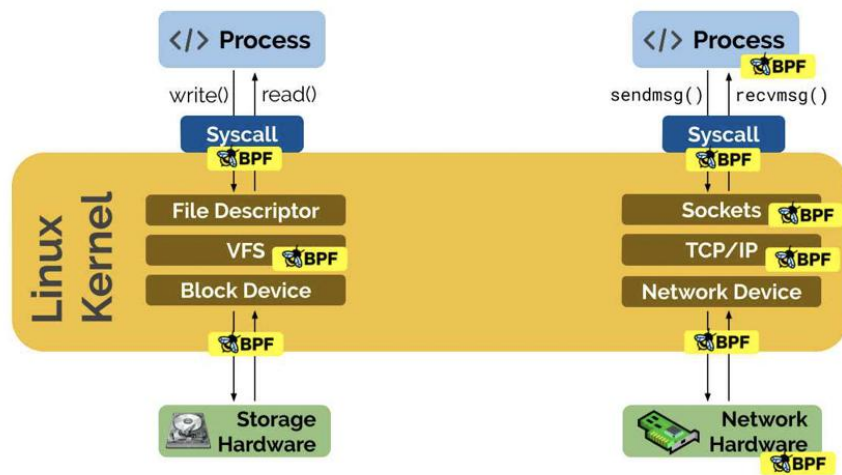 </> Process
write()
read()
Syscall
BPF
Linux
Kernel
File Descriptor
VFS
BPF
Block Device
BPF
Storage
Hardware
</> Process
BPF
sendmsg()
recvmsg()
Syscall
BPF
Sockets
BPF
TCP/IP
BPF
Network Device
BPF
Network
Hardware
BPF